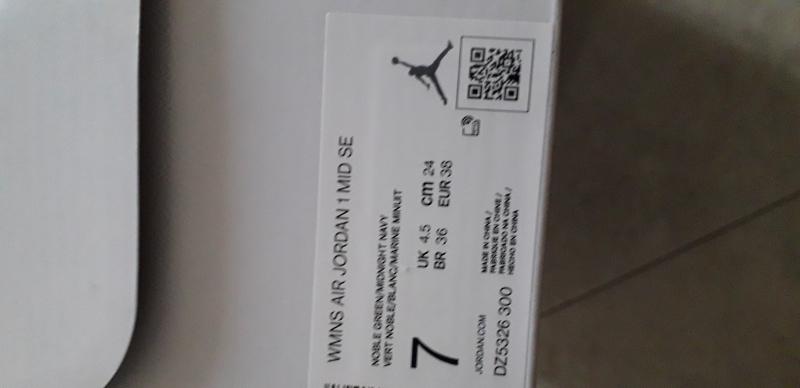 WMNS AIR JORDAN 1 MID SE
NOBLE GREEN/MIDNIGHT NAVY
VERT NOBLE/BLANC/MARINE MINUIT
7
UK 4.5 cm 24
BR 36 EUR 38
MADE IN CHINA /
FABRIQUE EN CHINE /
FABRICADO NA CHINA /
HECHO EN CHINA
JORDAN.COM
DZ5326 300